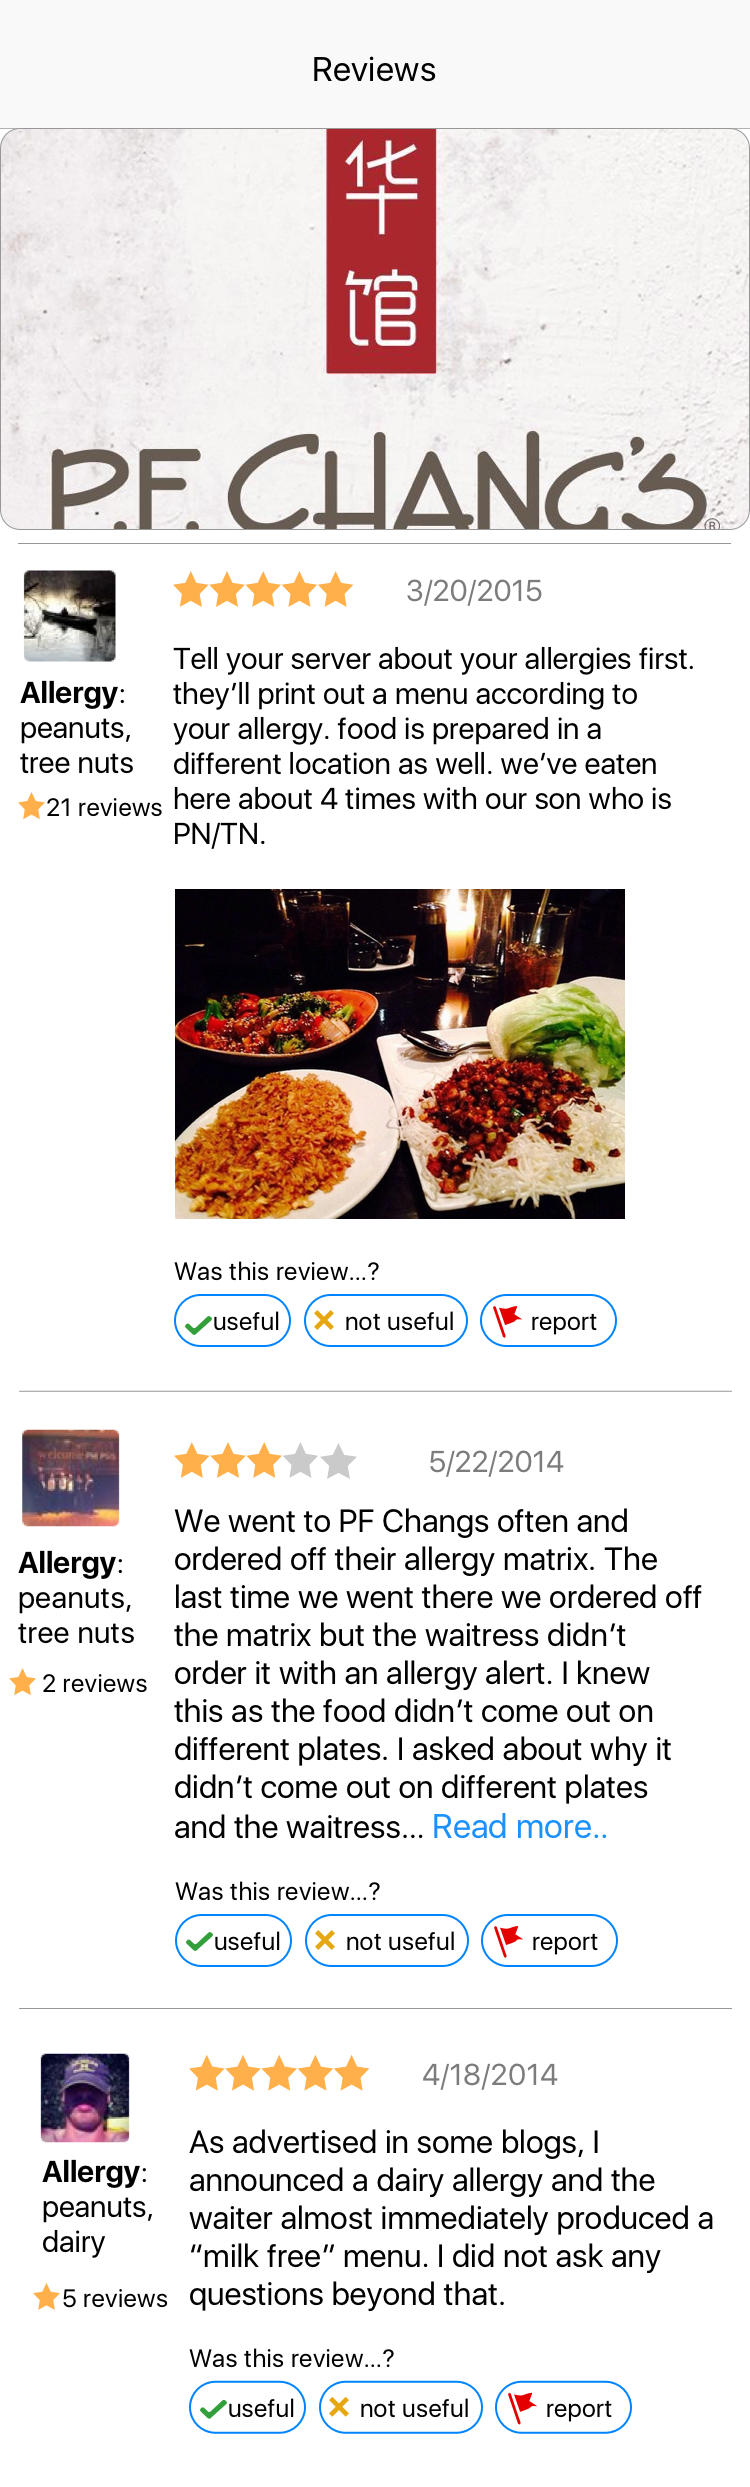 Reviews
华
馆
P.F. CHANG'S
®
3/20/2015
Allergy:
peanuts,
tree nuts
21 reviews
Tell your server about your allergies first.
they’ll print out a menu according to
your allergy. food is prepared in a
different location as well. we’ve eaten
here about 4 times with our son who is
PN/TN.
Was this review...?
useful
not useful
report
welcome
5/22/2014
Allergy:
peanuts,
tree nuts
2 reviews
We went to PF Changs often and
ordered off their allergy matrix. The
last time we went there we ordered off
the matrix but the waitress didn’t
order it with an allergy alert. I knew
this as the food didn’t come out on
different plates. I asked about why it
didn’t come out on different plates
and the waitress... Read more..
Was this review...?
useful
not useful
report
4/18/2014
Allergy:
peanuts,
dairy
5 reviews
As advertised in some blogs, I
announced a dairy allergy and the
waiter almost immediately produced a
“milk free” menu. I did not ask any
questions beyond that.
Was this review...?
useful
not useful
report